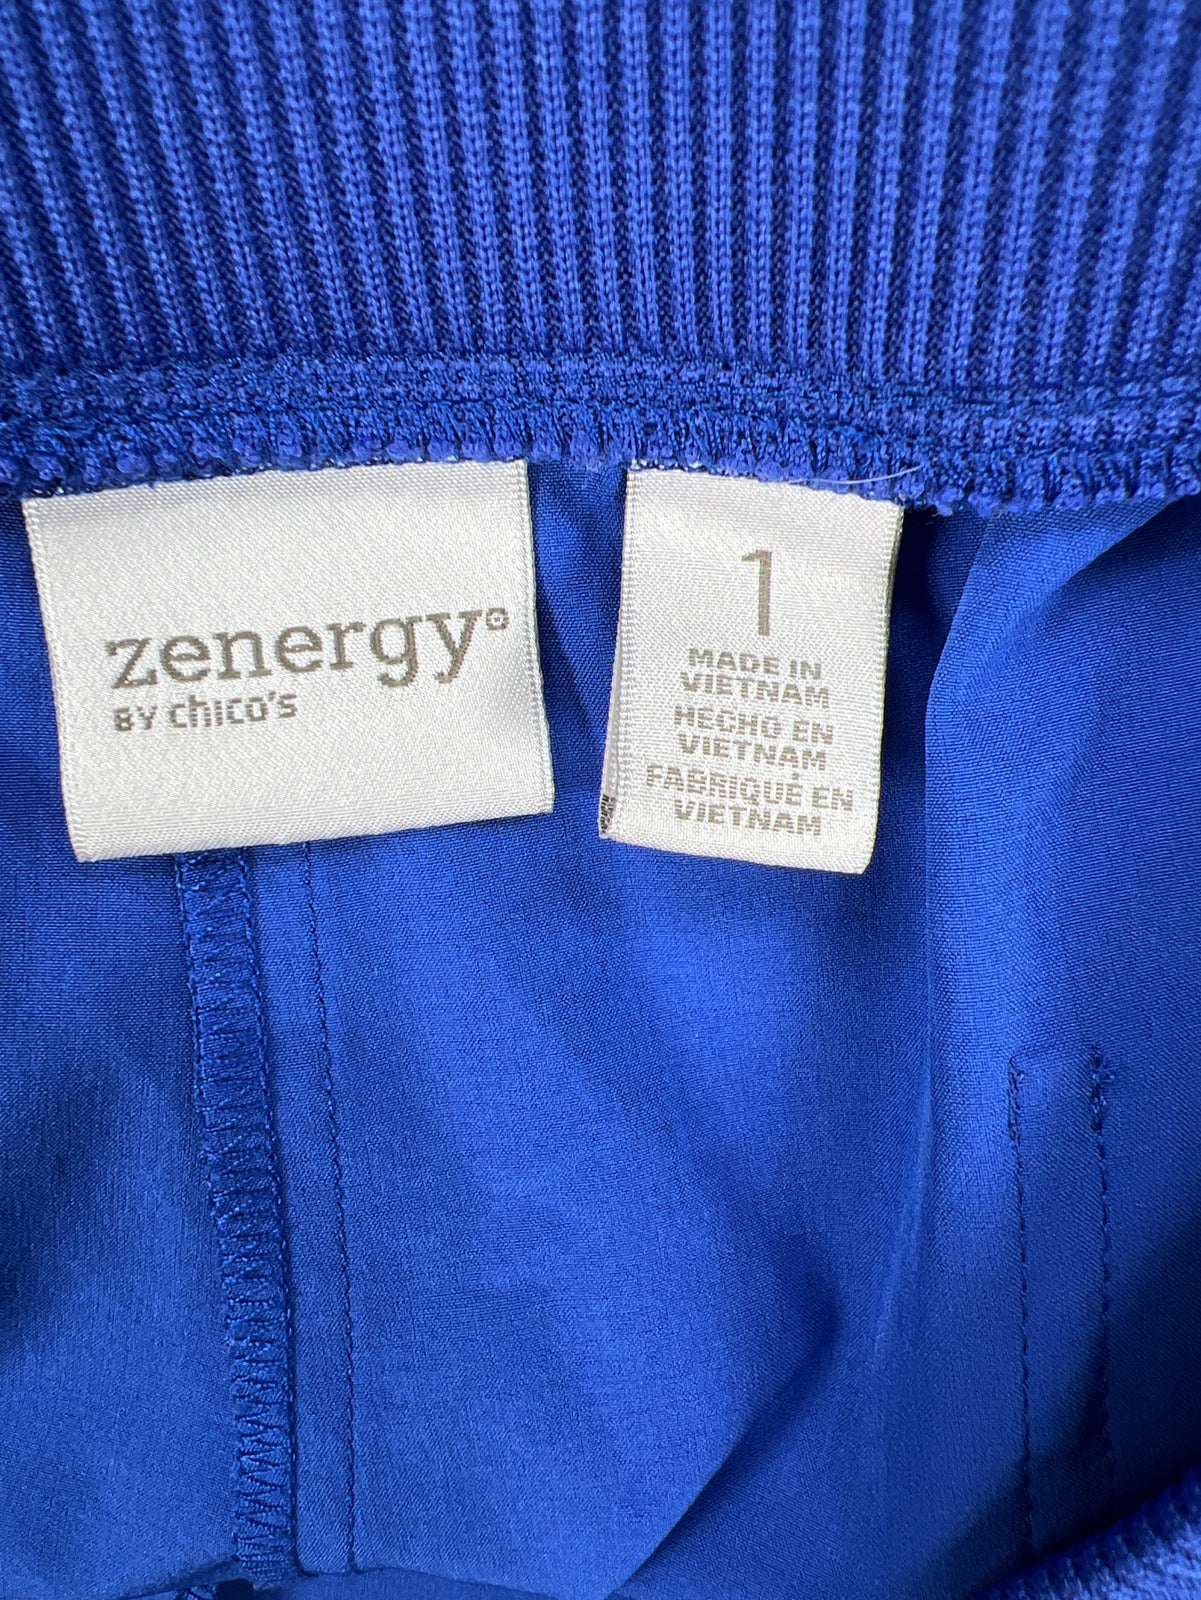 zenergy®
BY chico's
1
MADE IN
VIETNAM
HECHO EN
VIETNAM
FABRIQUÉ EN
VIETNAM